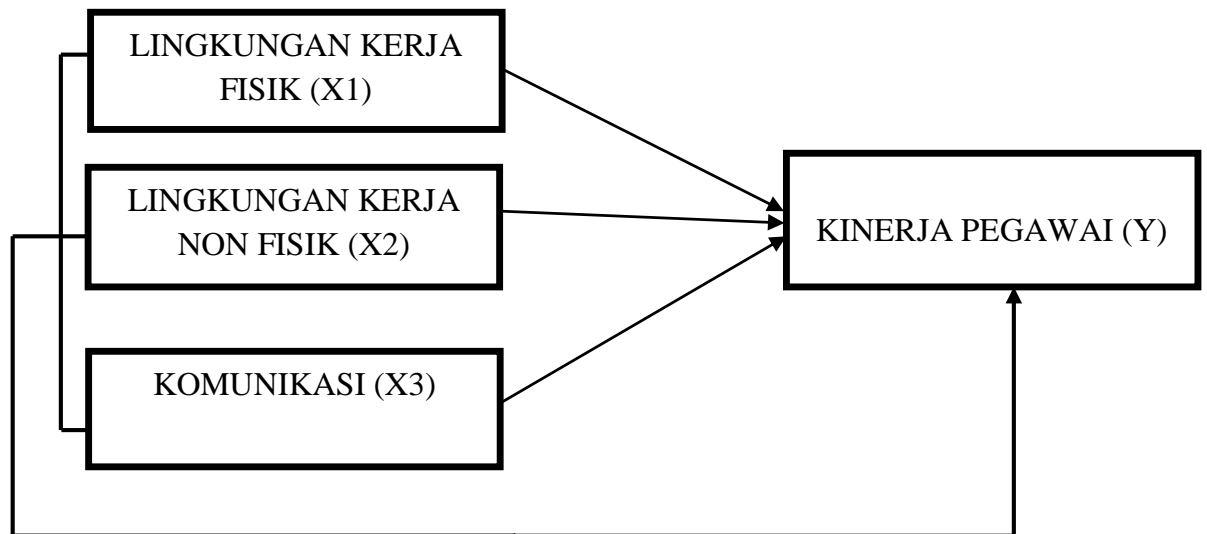 LINGKUNGAN KERJA
FISIK (X1)
LINGKUNGAN KERJA
NON FISIK (X2)
KINERJA PEGAWAI (Y)
KOMUNIKASI (X3)